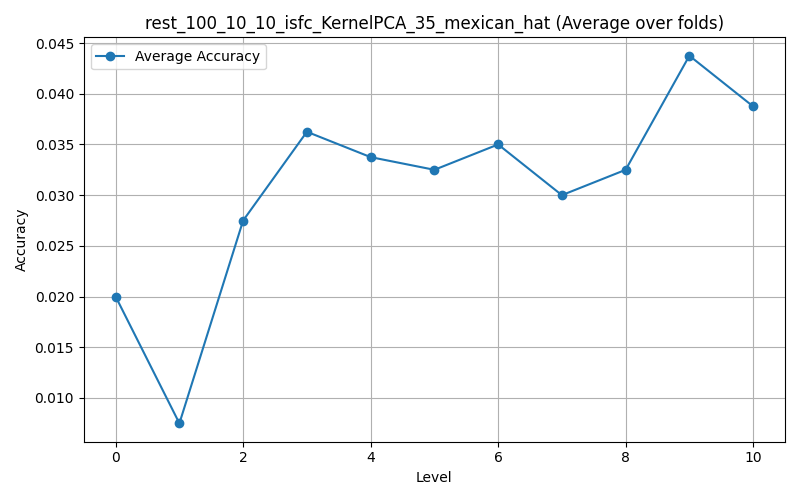 rest_100_10_10_isfc_KernelPCA_35_mexican_hat (Average over folds)
Average Accuracy
0.045
0.040
0.035
0.030
0.025
0.020
0.015
0.010
Accuracy
0 2 4 6 8 10
Level